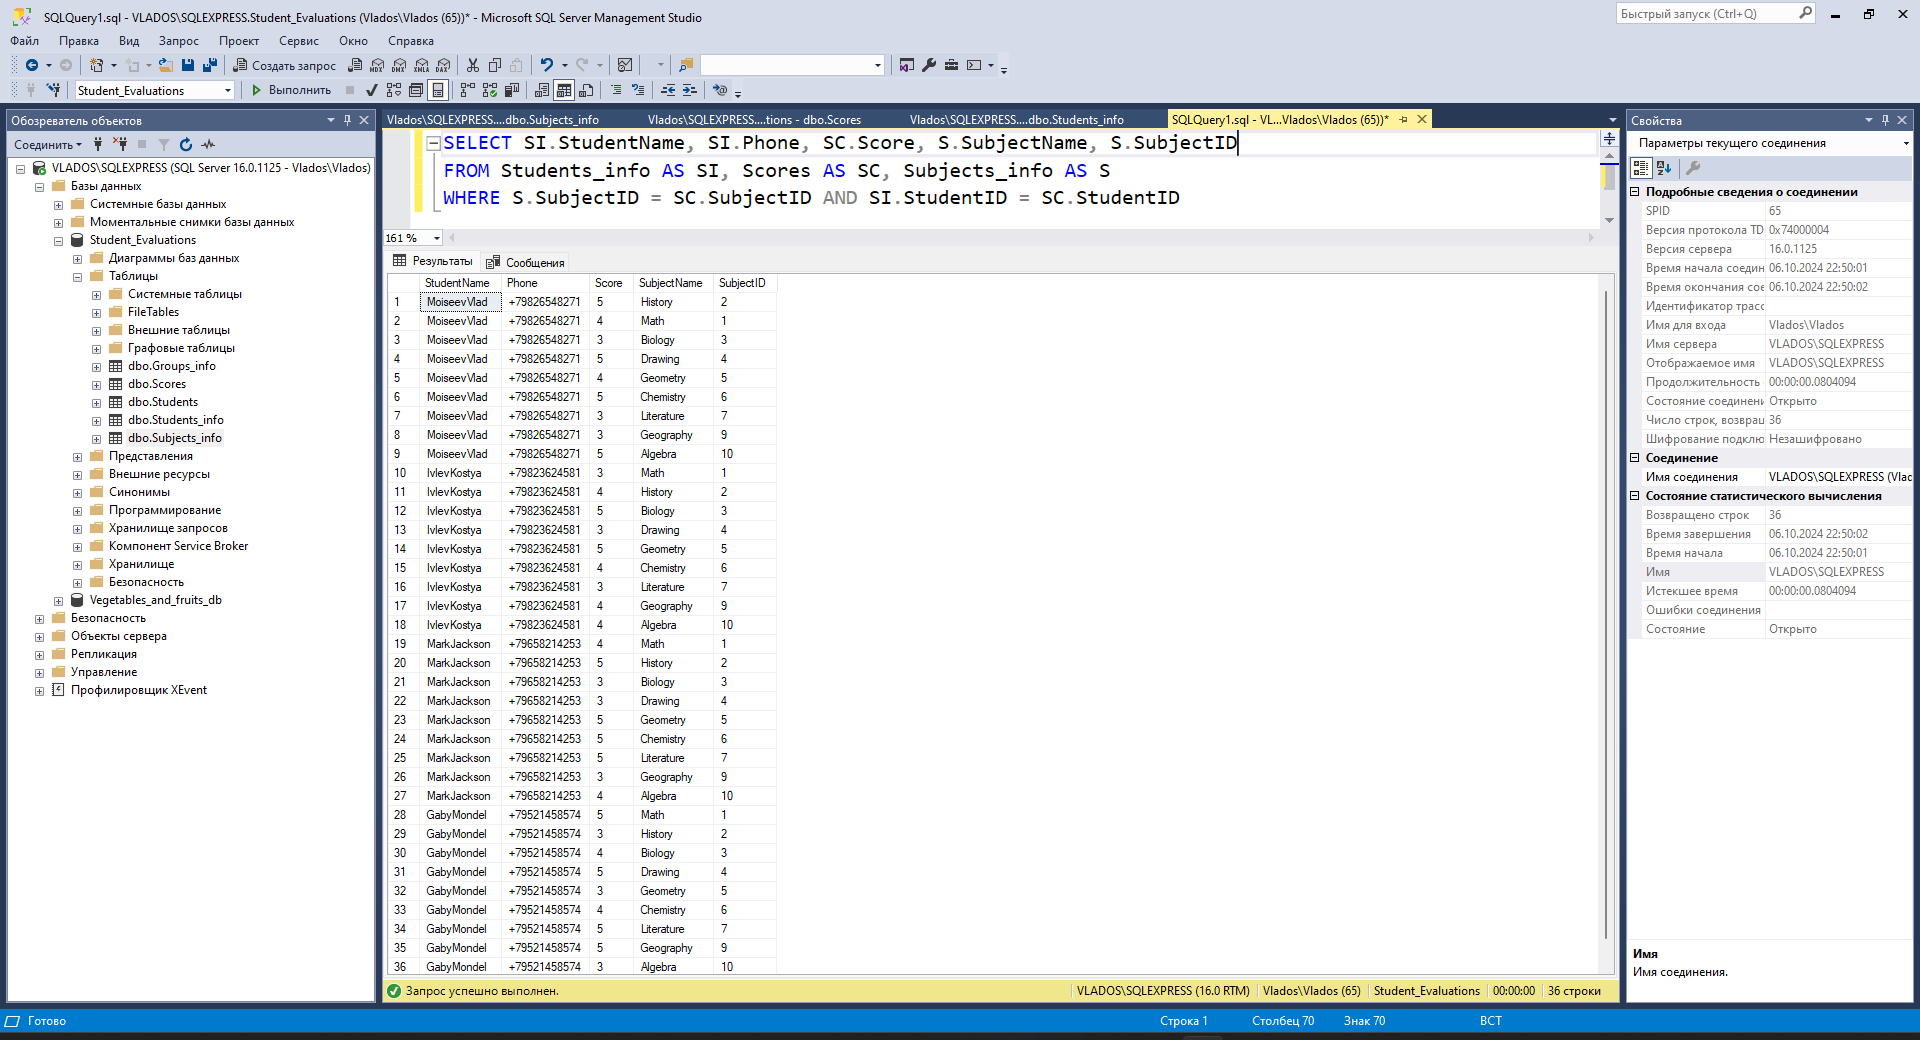 SQLQuery1.sql - VLADOS\SQLEXPRESS.Student_Evaluations (Vlados\Vlados (65))* - Microsoft SQL Server Management Studio
Быстрый запуск (Ctrl+Q)
Файл Правка Вид Запрос Проект Сервис Окно Справка
Создать запрос MDX DMX XMLA DAX
Student_Evaluations Выполнить
Обозреватель объектов
Соединить
VLADOS\SQLEXPRESS (SQL Server 16.0.1125 - Vlados\Vlados)
Базы данных
Системные базы данных
Моментальные снимки базы данных
Student_Evaluations
Диаграммы баз данных
Таблицы
Системные таблицы
FileTables
Внешние таблицы
Графовые таблицы
dbo.Groups_info
dbo.Scores
dbo.Students
dbo.Students_info
dbo.Subjects_info
Представления
Внешние ресурсы
Синонимы
Программирование
Хранилище запросов
Компонент Service Broker
Хранилище
Безопасность
Vegetables_and_fruits_db
Безопасность
Объекты сервера
Репликация
Управление
Профилировщик XEvent
Vlados\SQLEXPRESS....dbo.Subjects_info Vlados\SQLEXPRESS....tions - dbo.Scores Vlados\SQLEXPRESS....dbo.Students_info SQLQuery1.sql - VL...Vlados\Vlados (65))*
SELECT SI.StudentName, SI.Phone, SC.Score, S.SubjectName, S.SubjectID
FROM Students_info AS SI, Scores AS SC, Subjects_info AS S
WHERE S.SubjectID = SC.SubjectID AND SI.StudentID = SC.StudentID
161 %
Результаты Сообщения
StudentName Phone Score SubjectName SubjectID
1 MoiseevVlad +79826548271 5 History 2
2 MoiseevVlad +79826548271 4 Math 1
3 MoiseevVlad +79826548271 3 Biology 3
4 MoiseevVlad +79826548271 5 Drawing 4
5 MoiseevVlad +79826548271 4 Geometry 5
6 MoiseevVlad +79826548271 5 Chemistry 6
7 MoiseevVlad +79826548271 3 Literature 7
8 MoiseevVlad +79826548271 3 Geography 9
9 MoiseevVlad +79826548271 5 Algebra 10
10 IvlevKostya +79823624581 3 Math 1
11 IvlevKostya +79823624581 4 History 2
12 IvlevKostya +79823624581 5 Biology 3
13 IvlevKostya +79823624581 3 Drawing 4
14 IvlevKostya +79823624581 5 Geometry 5
15 IvlevKostya +79823624581 4 Chemistry 6
16 IvlevKostya +79823624581 3 Literature 7
17 IvlevKostya +79823624581 4 Geography 9
18 IvlevKostya +79823624581 4 Algebra 10
19 MarkJackson +79658214253 4 Math 1
20 MarkJackson +79658214253 5 History 2
21 MarkJackson +79658214253 3 Biology 3
22 MarkJackson +79658214253 3 Drawing 4
23 MarkJackson +79658214253 5 Geometry 5
24 MarkJackson +79658214253 5 Chemistry 6
25 MarkJackson +79658214253 5 Literature 7
26 MarkJackson +79658214253 3 Geography 9
27 MarkJackson +79658214253 4 Algebra 10
28 GabyMondel +79521458574 5 Math 1
29 GabyMondel +79521458574 3 History 2
30 GabyMondel +79521458574 4 Biology 3
31 GabyMondel +79521458574 5 Drawing 4
32 GabyMondel +79521458574 3 Geometry 5
33 GabyMondel +79521458574 4 Chemistry 6
34 GabyMondel +79521458574 5 Literature 7
35 GabyMondel +79521458574 5 Geography 9
36 GabyMondel +79521458574 3 Algebra 10
Запрос успешно выполнен. VLADOS\SQLEXPRESS (16.0 RTM) Vlados\Vlados (65) Student_Evaluations 00:00:00 36 строки
Свойства
Параметры текущего соединения
Подробные сведения о соединении
SPID 65
Версия протокола TD 0x74000004
Версия сервера 16.0.1125
Время начала соедин 06.10.2024 22:50:01
Время окончания сое 06.10.2024 22:50:02
Идентификатор трасс
Имя для входа Vlados\Vlados
Имя сервера VLADOS\SQLEXPRESS
Отображаемое имя VLADOS\SQLEXPRESS
Продолжительность 00:00:00.0804094
Состояние соединени Открыто
Число строк, возвращ 36
Шифрование подклю Незашифровано
Соединение
Имя соединения VLADOS\SQLEXPRESS (Vlac
Состояние статистического вычисления
Возвращено строк 36
Время завершения 06.10.2024 22:50:02
Время начала 06.10.2024 22:50:01
Имя VLADOS\SQLEXPRESS
Истекшее время 00:00:00.0804094
Ошибки соединения
Состояние Открыто
Имя
Имя соединения.
Готово Строка 1 Столбец 70 Знак 70 ВСТ